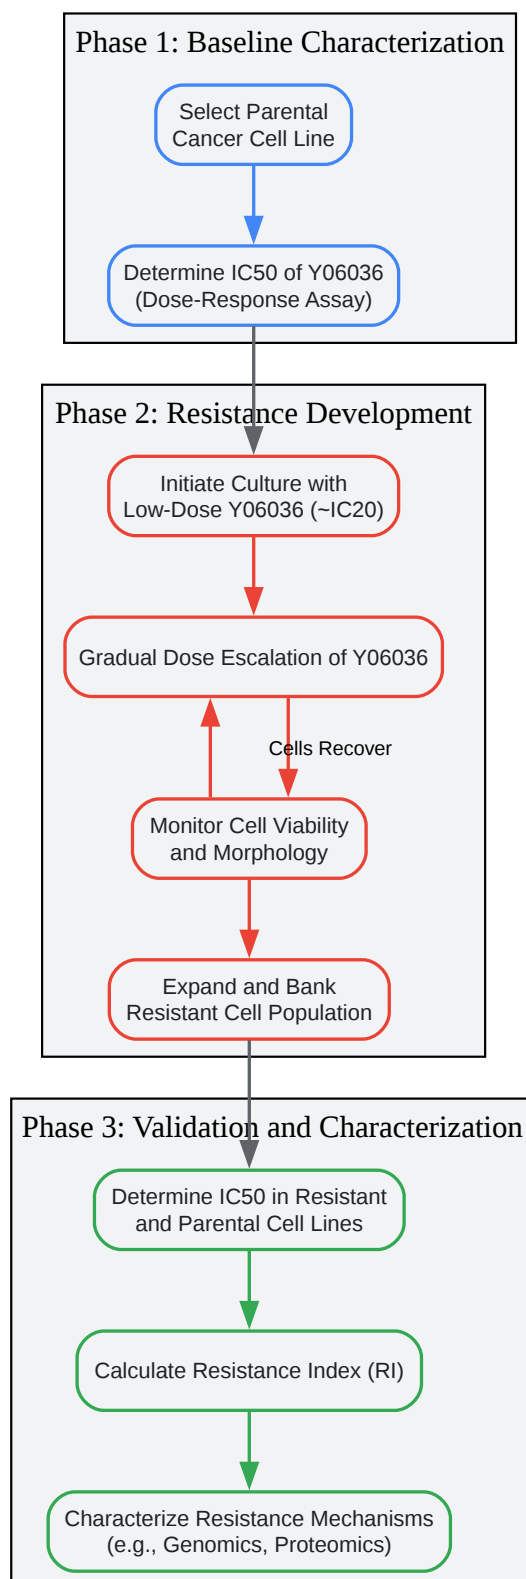 Phase 1: Baseline Characterization
Select Parental
Cancer Cell Line
Determine IC50 of Y06036
(Dose-Response Assay)
Phase 2: Resistance Development
Initiate Culture with
Low-Dose Y06036 (~IC20)
Gradual Dose Escalation of Y06036
Cells Recover
Monitor Cell Viability
and Morphology
Expand and Bank
Resistant Cell Population
Phase 3: Validation and Characterization
Determine IC50 in Resistant
and Parental Cell Lines
Calculate Resistance Index (RI)
Characterize Resistance Mechanisms
(e.g., Genomics, Proteomics)